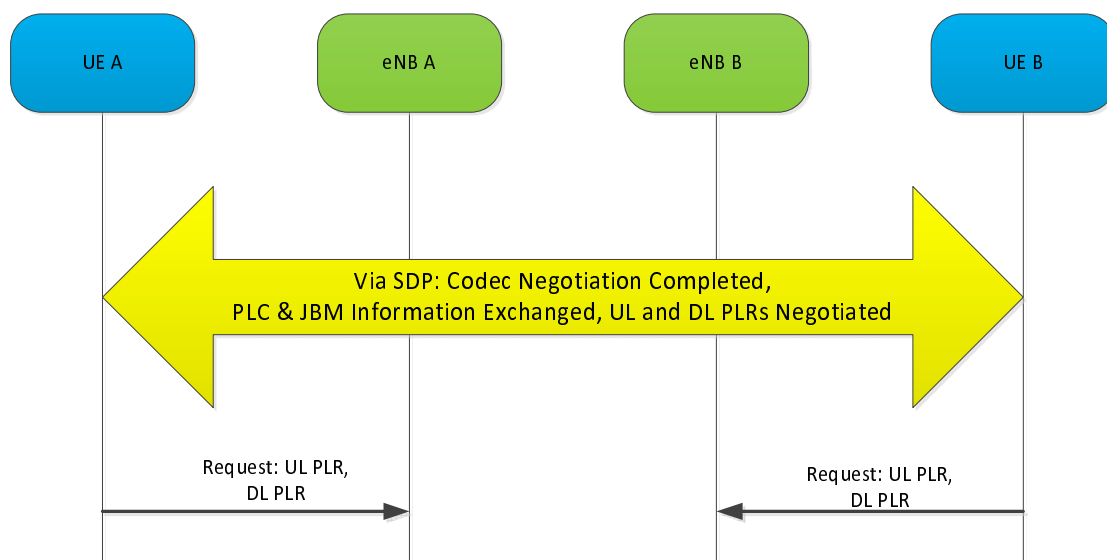 UE A
eNB A
eNB B
UE B
Via SDP: Codec Negotiation Completed,
PLC & JBM Information Exchanged, UL and DL PLRs Negotiated
Request: UL PLR,
DL PLR
Request: UL PLR,
DL PLR